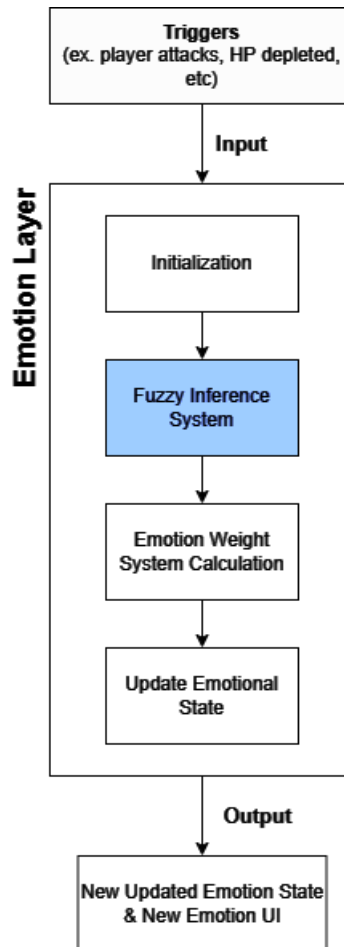 Triggers
(ex. player attacks, HP depleted,
etc)
Input
Emotion Layer
Initialization
Fuzzy Inference
System
Emotion Weight
System Calculation
Update Emotional
State
Output
New Updated Emotion State
& New Emotion UI